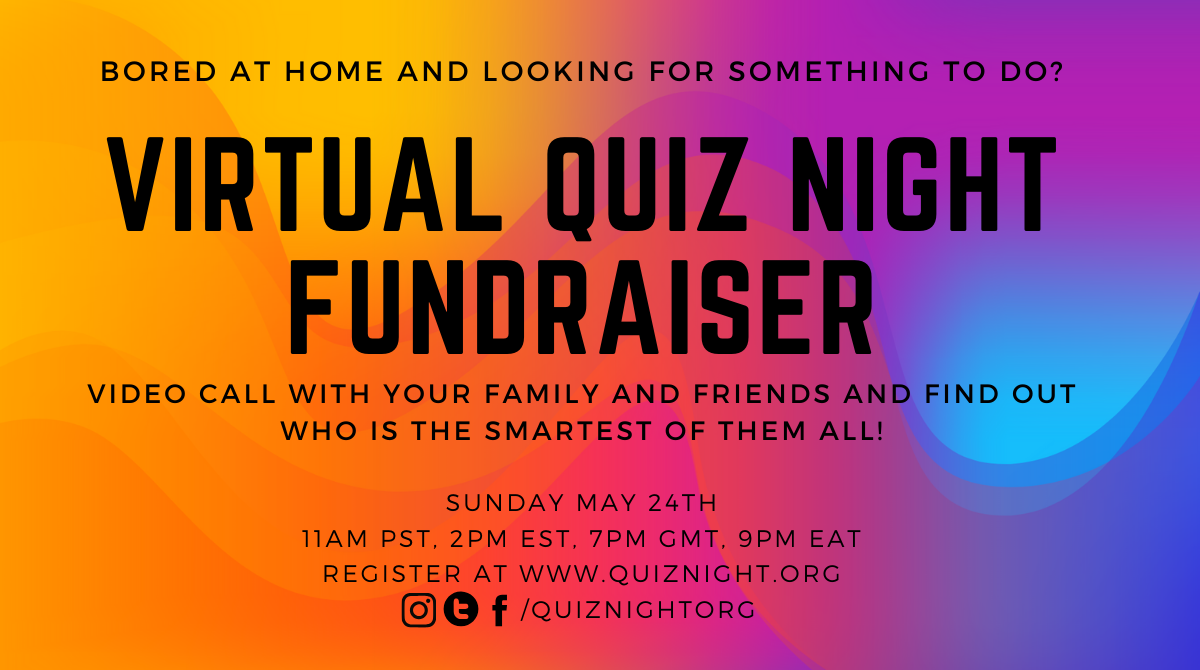 BORED AT HOME AND LOOKING FOR SOMETHING TO DO?
VIRTUAL QUIZ NIGHT
FUNDRAISER
VIDEO CALL WITH YOUR FAMILY AND FRIENDS AND FIND OUT
WHO IS THE SMARTEST OF THEM ALL!
SUNDAY MAY 24TH
11AM PST, 2PM EST, 7PM GMT, 9PM EAT
REGISTER AT WWW.QUIZNIGHT.ORG
/QUIZNIGHTORG